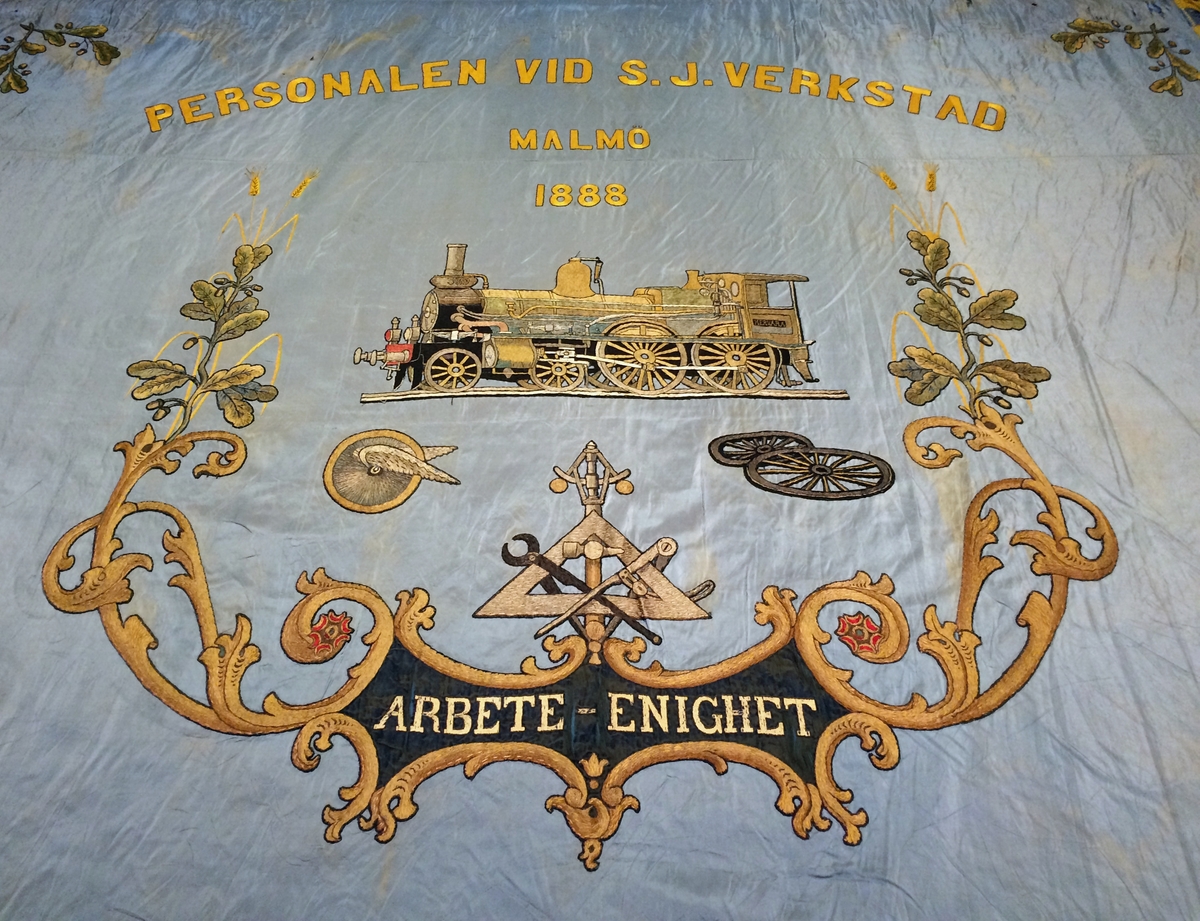 PERSONALEN VID S.J. VERKSTAD
MALMÖ
1888
ARBETE - ENIGHET